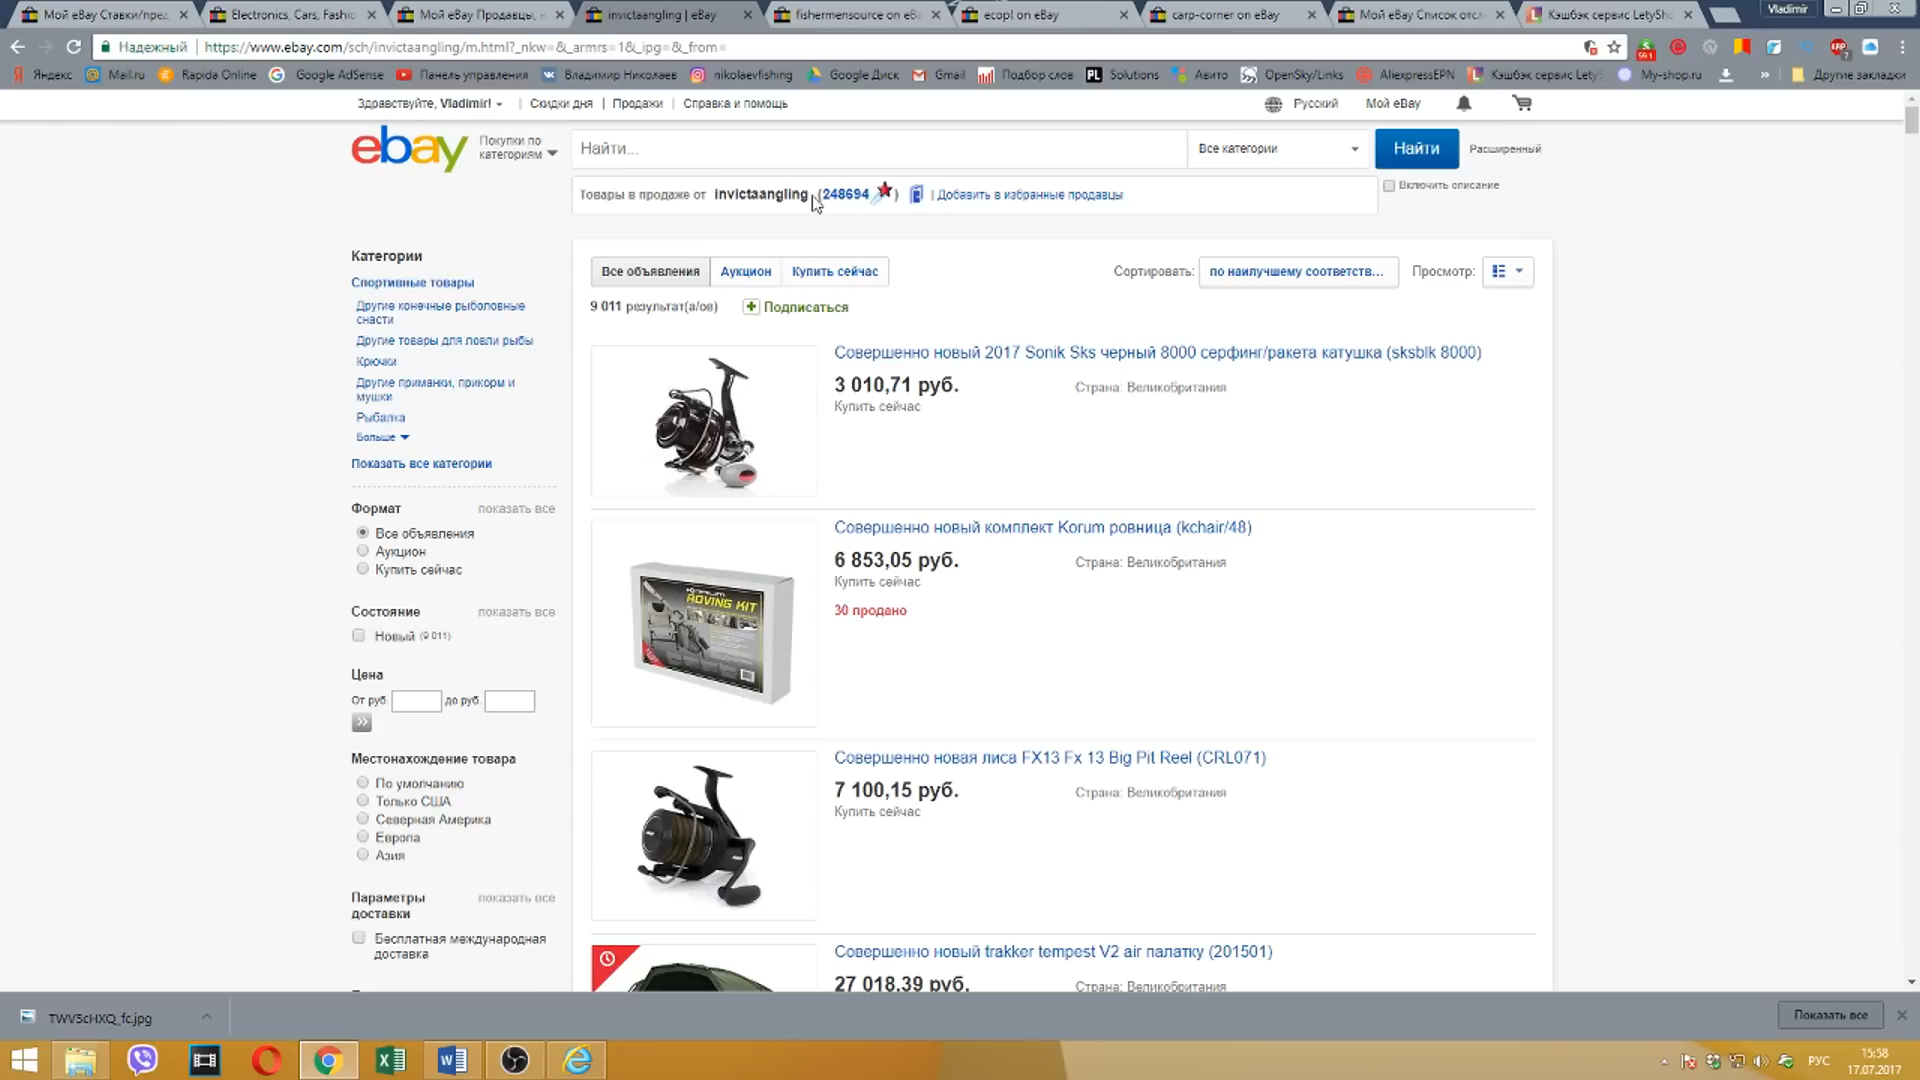 Мой eBay Ставки/пред
Electronics, Cars, Fashic
Мой eBay Продавцы, н
invictaangling | eBay
fishermensource on eBa
ecopl on eBay
carp-corner on eBay
Мой eBay Список отсл
Кэшбэк сервис LetySho
Vladimir
Надежный
https://www.ebay.com/sch/invictaangling/m.html?_nkw=&_armrs=1&_ipg=&_from=
Яндекс
Mail.ru
Rapida Online
Google AdSense
Панель управления
Владимир Николаев
nikolaevfishing
Google Диск
Gmail
Подбор слов
PL Solutions
Авито
OpenSky/Links
AliexpressEPN
Кэшбэк сервис LetyS
My-shop.ru
»
Другие закладки
Здравствуйте, Vladimir!
Скидки дня
Продажи
Справка и помощь
Русский
Мой eBay
ebay
Покупки по
категориям
Найти...
Все категории
Найти
Расширенный
Товары в продаже от invictaangling (248694 ) | Добавить в избранные продавцы
Включить описание
Категории
Спортивные товары
Другие конечные рыболовные
снасти
Другие товары для ловли рыбы
Крючки
Другие приманки, прикорм и
мушки
Рыбалка
Больше
Показать все категории
Формат показать все
Все объявления
Аукцион
Купить сейчас
Состояние показать все
Новый (9 011)
Цена
От руб. до руб.
»
Местонахождение товара
По умолчанию
Только США
Северная Америка
Европа
Азия
Параметры
доставки
показать все
Бесплатная международная
доставка
Все объявления
Аукцион
Купить сейчас
Сортировать:
по наилучшему соответств...
Просмотр:
9 011 результат(а/ов)
Подписаться
Совершенно новый 2017 Sonik Sks черный 8000 серфинг/ракета катушка (sksblk 8000)
3 010,71 руб.
Страна: Великобритания
Купить сейчас
Совершенно новый комплект Korum ровница (kchair/48)
6 853,05 руб.
Страна: Великобритания
Купить сейчас
30 продано
ROVING KIT
Совершенно новая лиса FX13 Fx 13 Big Pit Reel (CRL071)
7 100,15 руб.
Страна: Великобритания
Купить сейчас
Совершенно новый trakker tempest V2 air палатку (201501)
27 018,39 руб.
Страна: Великобритания
TWV5cHXQ_fc.jpg
Показать все
РУС
15:58
17.07.2017